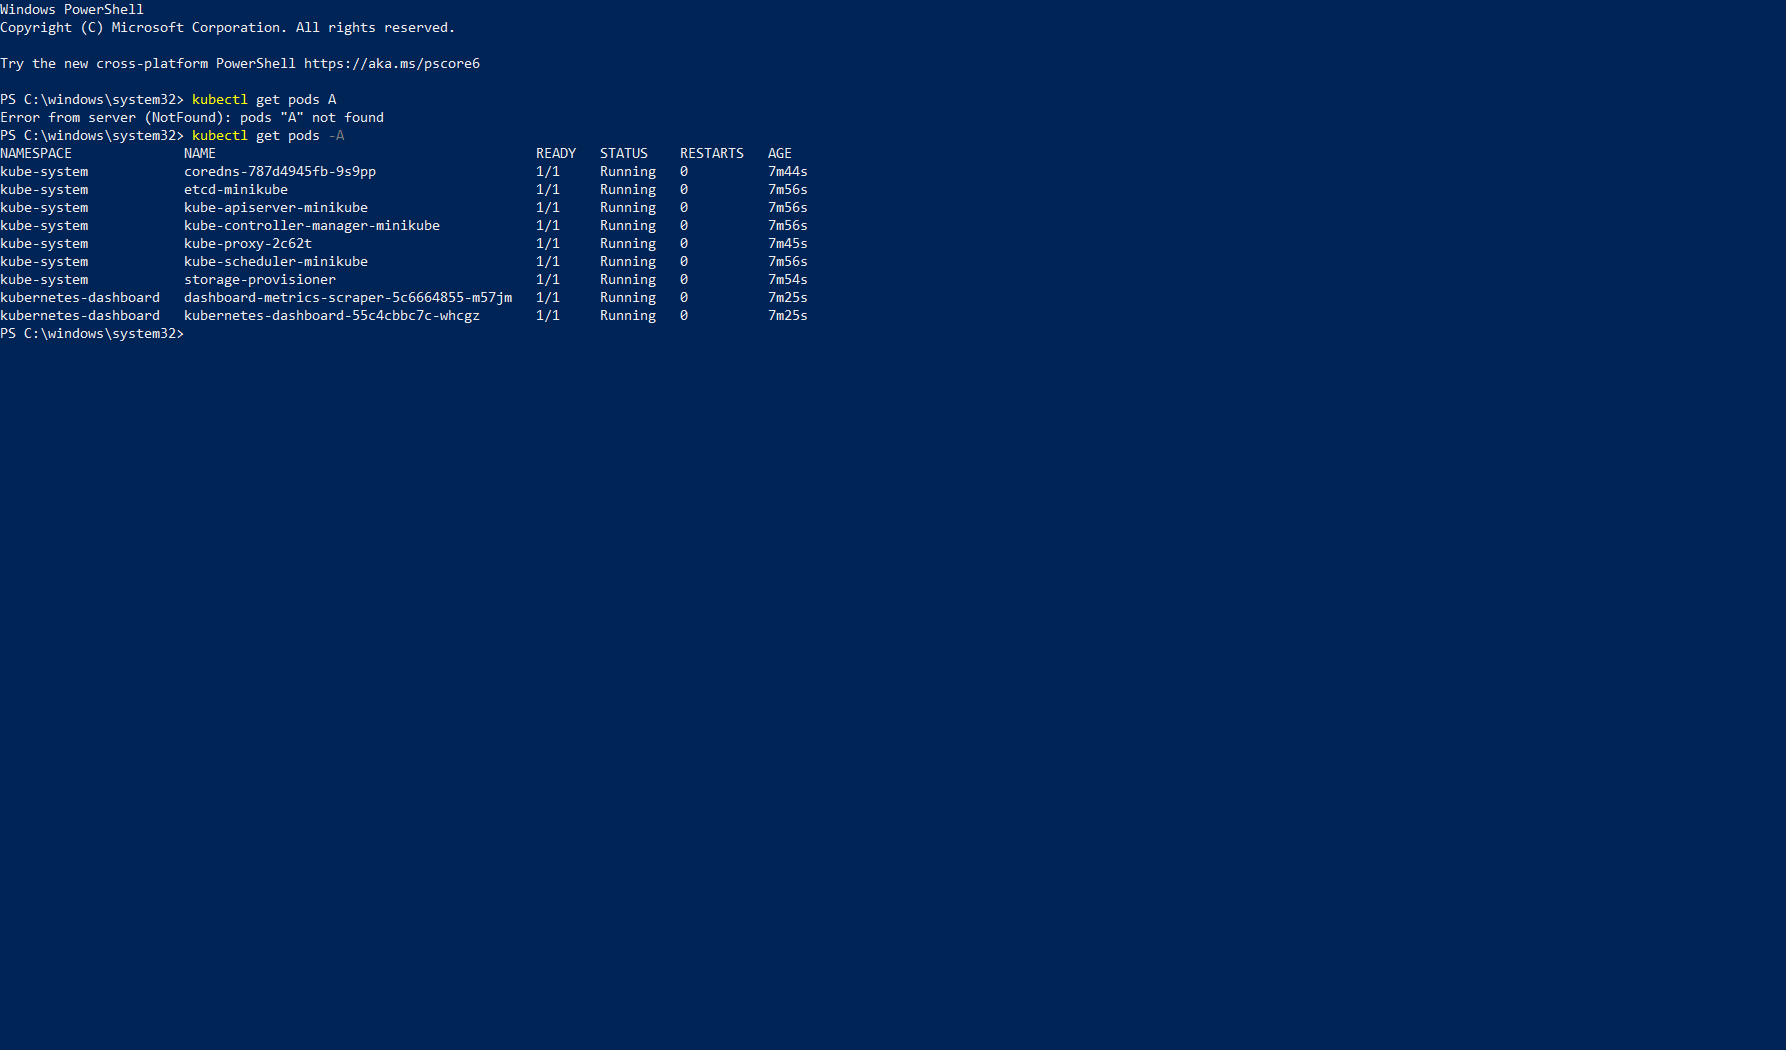 Windows PowerShell
Copyright (C) Microsoft Corporation. All rights reserved.
Try the new cross-platform PowerShell https://aka.ms/pscore6
PS C:\windows\system32> kubectl get pods A
Error from server (NotFound): pods "A" not found
PS C:\windows\system32> kubectl get pods -A
NAMESPACE              NAME                                        READY   STATUS    RESTARTS   AGE
kube-system            coredns-787d4945fb-9s9pp                    1/1     Running   0          7m44s
kube-system            etcd-minikube                               1/1     Running   0          7m56s
kube-system            kube-apiserver-minikube                     1/1     Running   0          7m56s
kube-system            kube-controller-manager-minikube            1/1     Running   0          7m56s
kube-system            kube-proxy-2c62t                            1/1     Running   0          7m45s
kube-system            kube-scheduler-minikube                     1/1     Running   0          7m56s
kube-system            storage-provisioner                         1/1     Running   0          7m54s
kubernetes-dashboard   dashboard-metrics-scraper-5c6664855-m57jm   1/1     Running   0          7m25s
kubernetes-dashboard   kubernetes-dashboard-55c4cbbc7c-whcgz       1/1     Running   0          7m25s
PS C:\windows\system32>